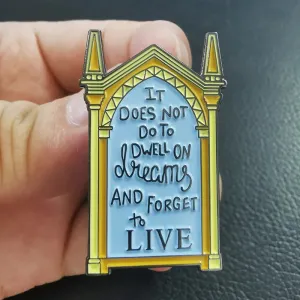 IT
DOES NOT
DO TO
DWELL ON
dreams
AND FORGET
to
LIVE